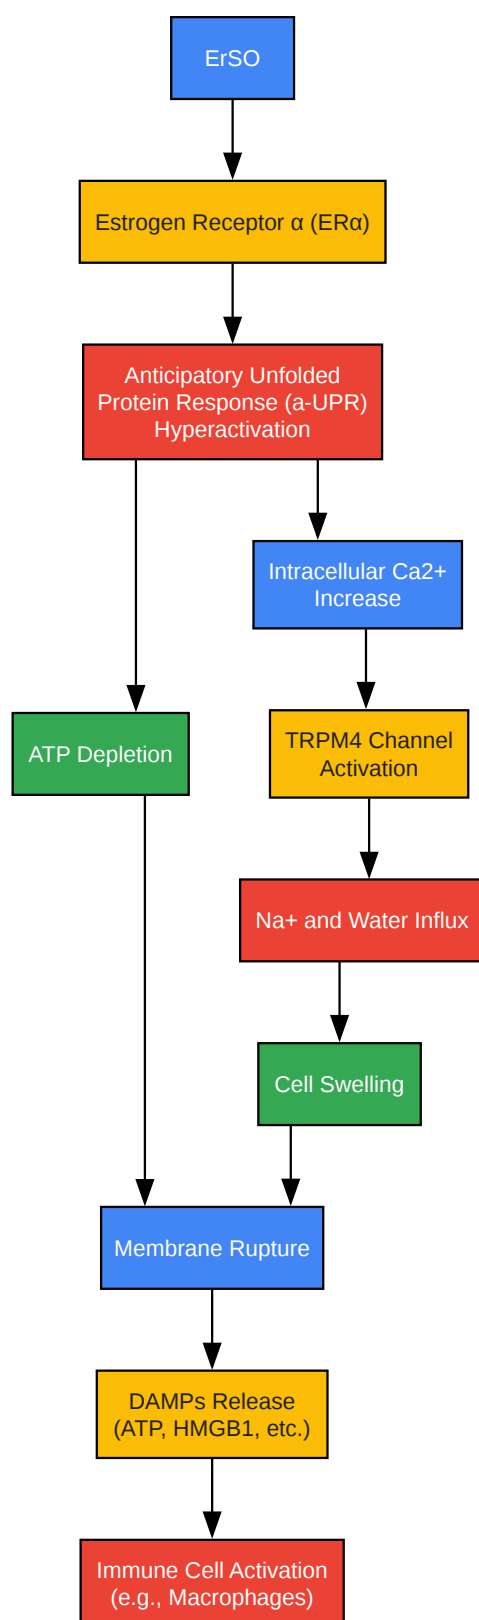 ErSO
Estrogen Receptor α (ERα)
Anticipatory Unfolded
Protein Response (a-UPR)
Hyperactivation
Intracellular Ca2+
Increase
ATP Depletion
TRPM4 Channel
Activation
Na+ and Water Influx
Cell Swelling
Membrane Rupture
DAMPs Release
(ATP, HMGB1, etc.)
Immune Cell Activation
(e.g., Macrophages)